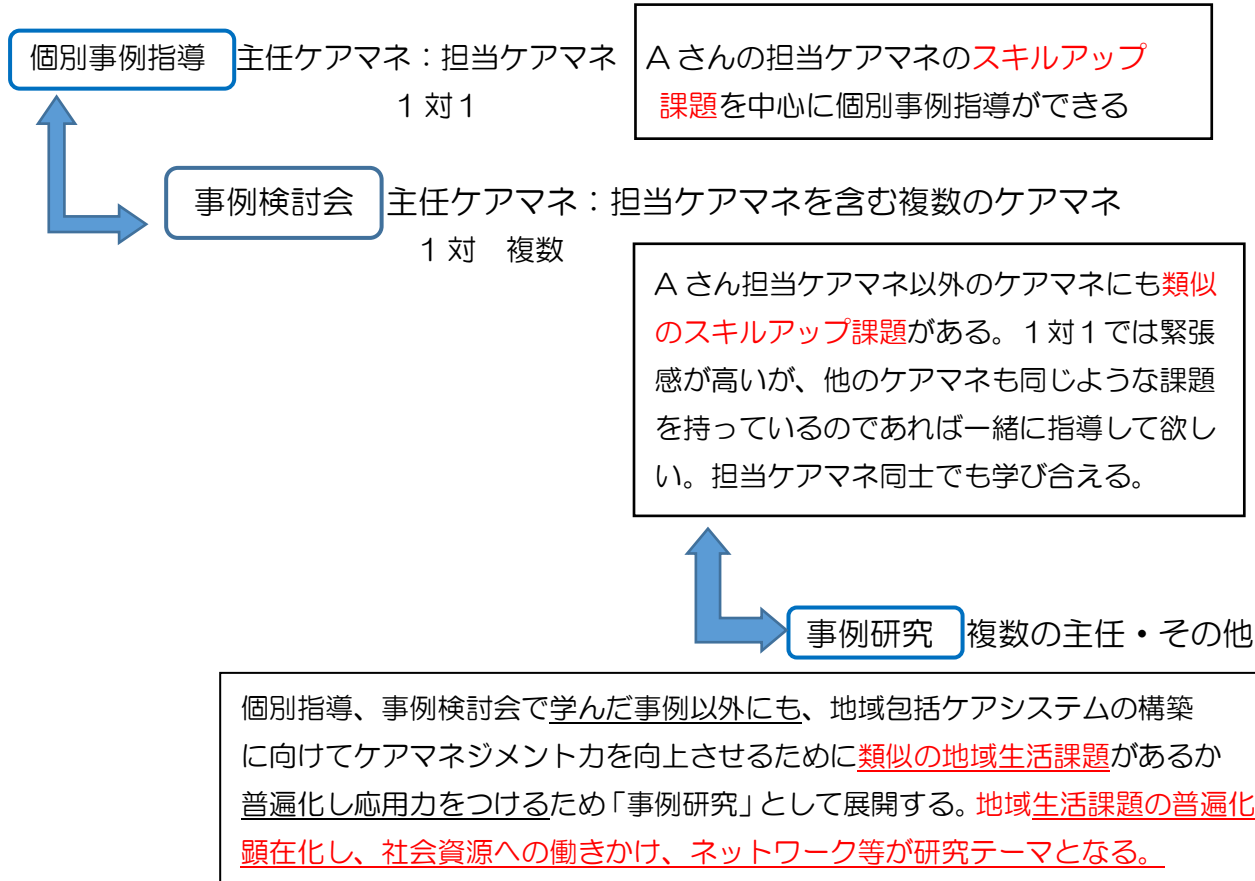 個別事例指導 主任ケアマネ：担当ケアマネ
１対１
Ａさんの担当ケアマネのスキルアップ
課題を中心に個別事例指導ができる
事例検討会 主任ケアマネ：担当ケアマネを含む複数のケアマネ
１対　複数
Ａさん担当ケアマネ以外のケアマネにも類似
のスキルアップ課題がある。１対１では緊張
感が高いが、他のケアマネも同じような課題
を持っているのであれば一緒に指導して欲し
い。担当ケアマネ同士でも学び合える。
事例研究 複数の主任・その他
個別指導、事例検討会で学んだ事例以外にも、地域包括ケアシステムの構築
に向けてケアマネジメント力を向上させるために類似の地域生活課題があるか
普遍化し応用力をつけるため「事例研究」として展開する。地域生活課題の普遍化
顕在化し、社会資源への働きかけ、ネットワーク等が研究テーマとなる。